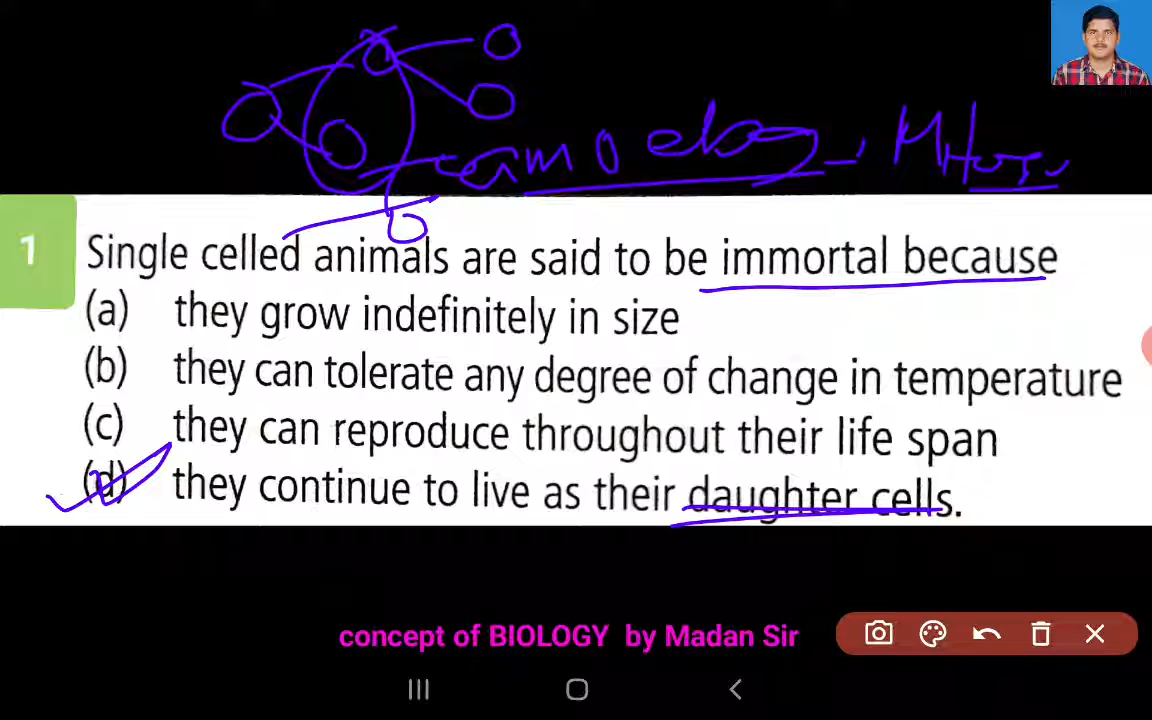 1 Single celled animals are said to be immortal because
(a) they grow indefinitely in size
(b) they can tolerate any degree of change in temperature
(c) they can reproduce throughout their life span
(d) they continue to live as their daughter cells.
concept of BIOLOGY by Madan Sir